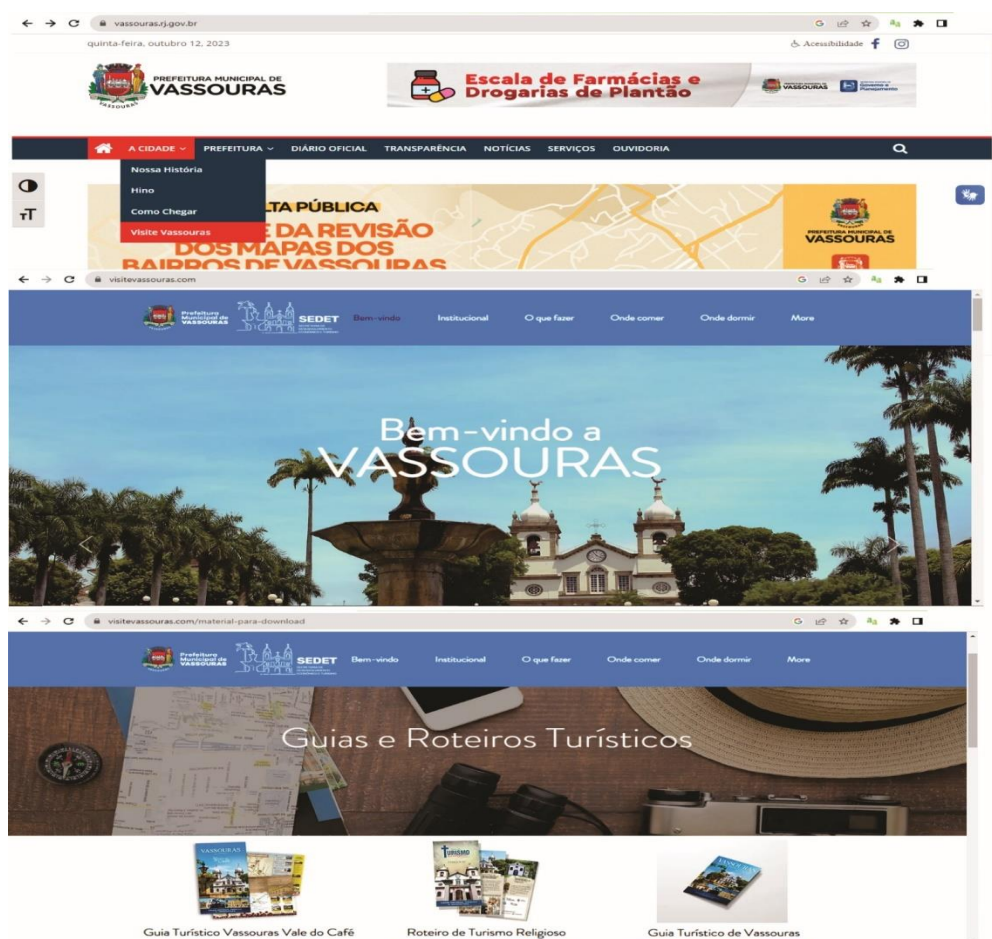 vassouras.rj.gov.br
quinta-feira, outubro 12, 2023
Acessibilidade
PREFEITURA MUNICIPAL DE
VASSOURAS
Escala de Farmácias e
Drogarias de Plantão
VASSOURAS
A CIDADE PREFEITURA DIÁRIO OFICIAL TRANSPARÊNCIA NOTÍCIAS SERVIÇOS OUVIDORIA
Nossa História
Hino
Como Chegar
Visite Vassouras
LTA PÚBLICA
DA REVISÃO
DOS MAPAS DOS
BAIRROS DE VASSOURAS
PREFEITURA MUNICIPAL DE
VASSOURAS
visitevassouras.com
Prefeitura
Municipal de
VASSOURAS
SEDET
Bem-vindo Institucional O que fazer Onde comer Onde dormir More
Bem-vindo a
VASSOURAS
visitevassouras.com/material-para-download
Prefeitura
Municipal de
VASSOURAS
SEDET
Bem-vindo Institucional O que fazer Onde comer Onde dormir More
Guias e Roteiros Turísticos
VASSOURAS
TURISMO
VASSOURAS
Guia Turístico Vassouras Vale do Café Roteiro de Turismo Religioso Guia Turístico de Vassouras